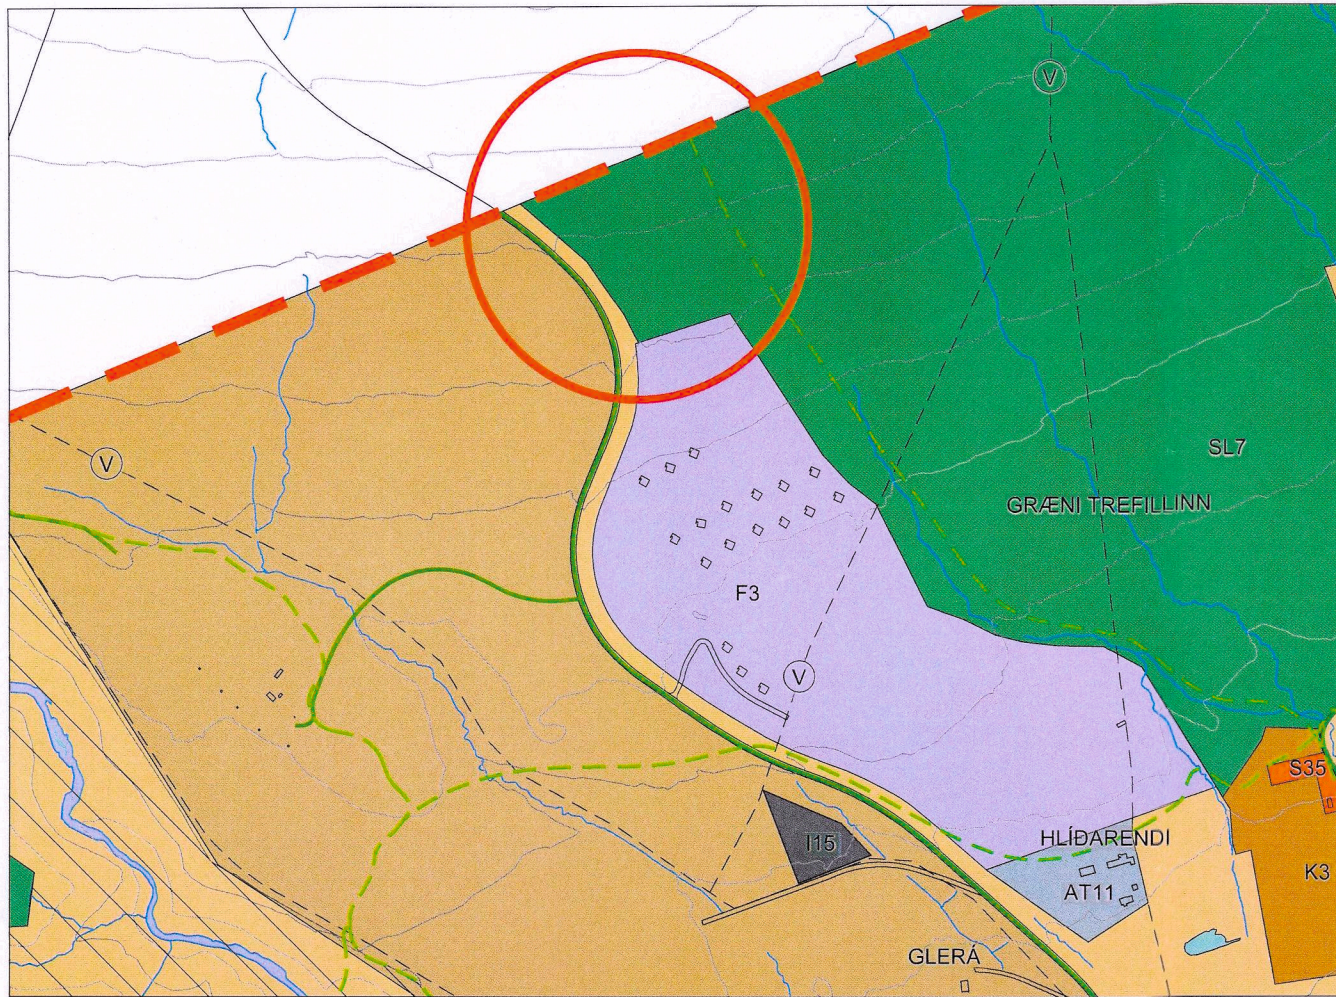 V
V
SL7
GRÆNI TREFILLINN
F3
V
S35
HLÍÐARENDI
I15
K3
AT11
GLERÁ